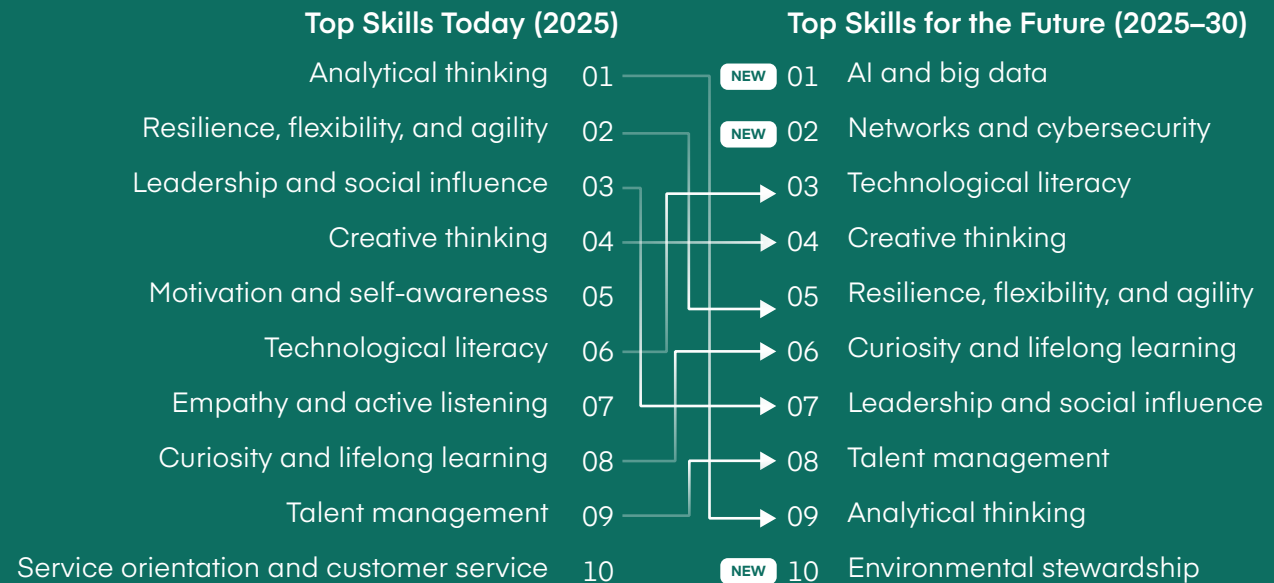 Top Skills Today (2025)
Analytical thinking 01
Resilience, flexibility, and agility 02
Leadership and social influence 03
Creative thinking 04
Motivation and self-awareness 05
Technological literacy 06
Empathy and active listening 07
Curiosity and lifelong learning 08
Talent management 09
Service orientation and customer service 10
Top Skills for the Future (2025–30)
NEW 01 AI and big data
NEW 02 Networks and cybersecurity
03 Technological literacy
04 Creative thinking
05 Resilience, flexibility, and agility
06 Curiosity and lifelong learning
07 Leadership and social influence
08 Talent management
09 Analytical thinking
NEW 10 Environmental stewardship